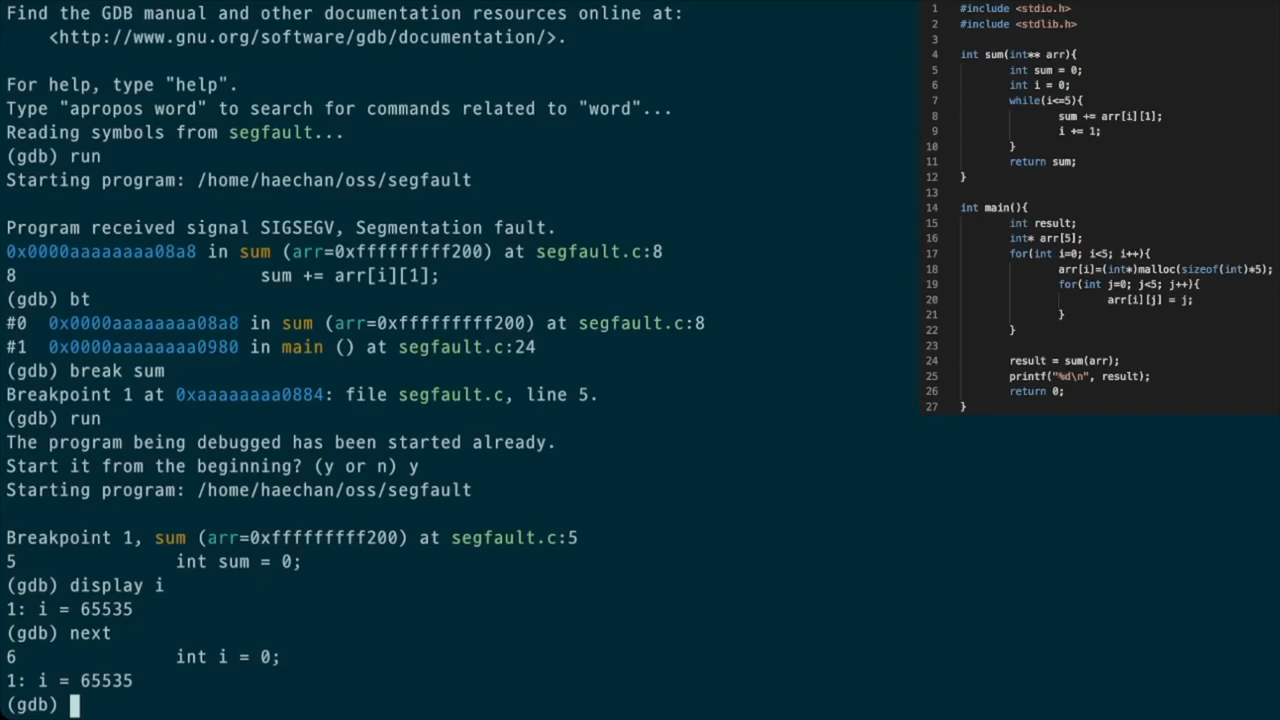 Find the GDB manual and other documentation resources online at:
    <http://www.gnu.org/software/gdb/documentation/>.

For help, type "help".
Type "apropos word" to search for commands related to "word"...
Reading symbols from segfault...
(gdb) run
Starting program: /home/haechan/oss/segfault

Program received signal SIGSEGV, Segmentation fault.
0x0000aaaaaaaa08a8 in sum (arr=0xfffffffff200) at segfault.c:8
8                       sum += arr[i][1];
(gdb) bt
#0  0x0000aaaaaaaa08a8 in sum (arr=0xfffffffff200) at segfault.c:8
#1  0x0000aaaaaaaa0980 in main () at segfault.c:24
(gdb) break sum
Breakpoint 1 at 0xaaaaaaaa0884: file segfault.c, line 5.
(gdb) run
The program being debugged has been started already.
Start it from the beginning? (y or n) y
Starting program: /home/haechan/oss/segfault

Breakpoint 1, sum (arr=0xfffffffff200) at segfault.c:5
5               int sum = 0;
(gdb) display i
1: i = 65535
(gdb) next
6               int i = 0;
1: i = 65535
(gdb)
1 #include <stdio.h>
2 #include <stdlib.h>
3
4 int sum(int** arr){
5         int sum = 0;
6         int i = 0;
7         while(i<=5){
8                 sum += arr[i][1];
9                 i += 1;
10         }
11         return sum;
12 }
13
14 int main(){
15         int result;
16         int* arr[5];
17         for(int i=0; i<5; i++){
18                 arr[i]=(int*)malloc(sizeof(int)*5);
19                 for(int j=0; j<5; j++){
20                         arr[i][j] = j;
21                 }
22         }
23
24         result = sum(arr);
25         printf("%d\n", result);
26         return 0;
27 }